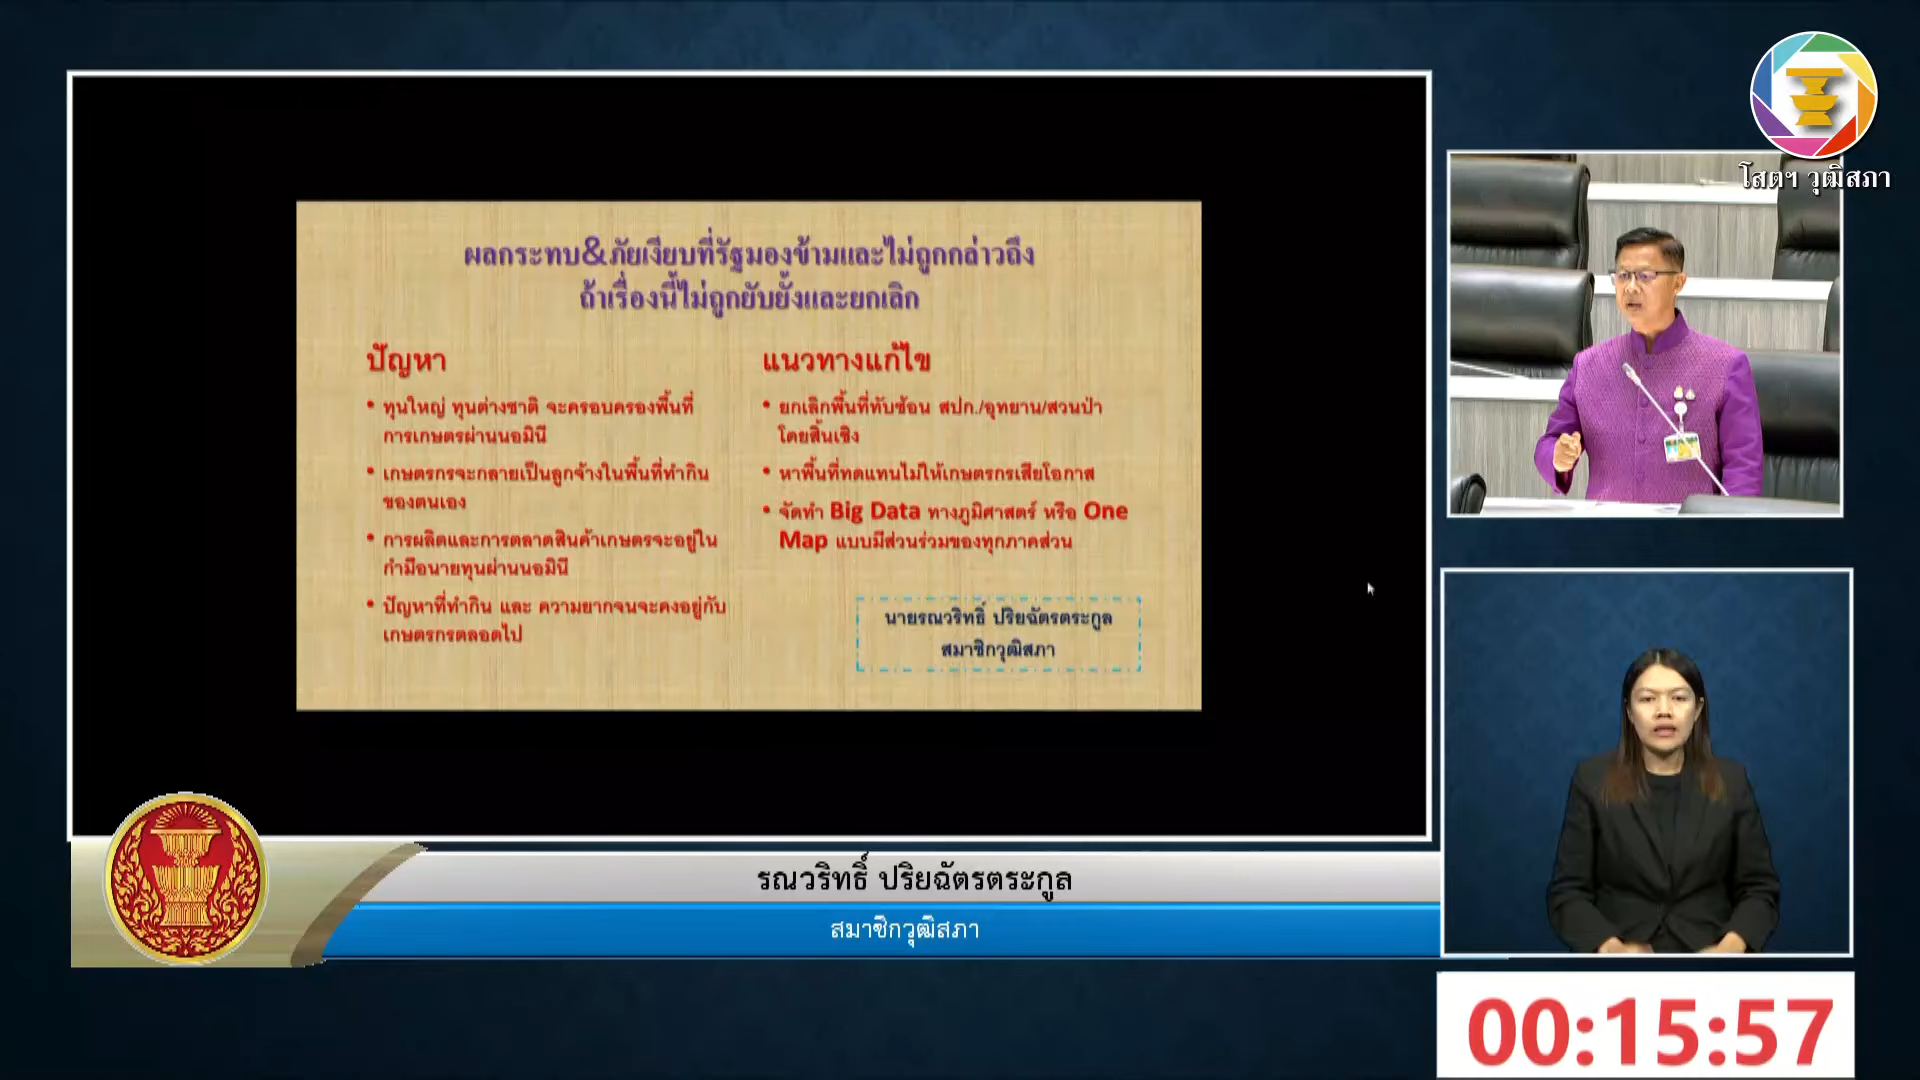 โสตฯ วุฒิสภา
ผลกระทบ&ภัยเงียบที่รัฐมองข้ามและไม่ถูกกล่าวถึง
ถ้าเรื่องนี้ไม่ถูกยับยั้งและยกเลิก
ปัญหา
• ทุนใหญ่ ทุนต่างชาติ จะครอบครองพื้นที่
การเกษตรผ่านนอมินี
• เกษตรกรจะกลายเป็นลูกจ้างในพื้นที่ทำกิน
ของตนเอง
• การผลิตและการตลาดสินค้าเกษตรจะอยู่ใน
กำมือนายทุนผ่านนอมินี
• ปัญหาที่ทำกิน และ ความยากจนจะคงอยู่กับ
เกษตรกรตลอดไป
แนวทางแก้ไข
• ยกเลิกพื้นที่ทับซ้อน สปก./อุทยาน/สวนป่า
โดยสิ้นเชิง
• หาพื้นที่ทดแทนไม่ให้เกษตรกรเสียโอกาส
• จัดทำ Big Data ทางภูมิศาสตร์ หรือ One
Map แบบมีส่วนร่วมของทุกภาคส่วน
นายรณวริทธิ์ ปริยฉัตรตระกูล
สมาชิกวุฒิสภา
รณวริทธิ์ ปริยฉัตรตระกูล
สมาชิกวุฒิสภา
00:15:57